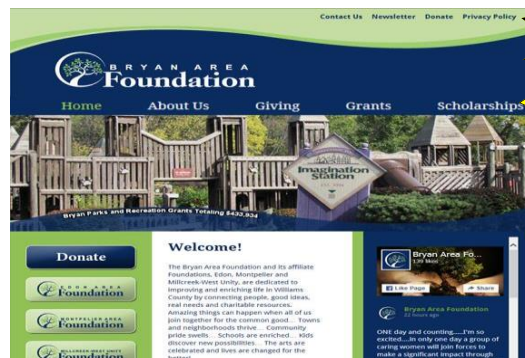 Contact Us Newsletter Donate Privacy Policy
BRYAN AREA
Foundation
Home About Us Giving Grants Scholarships
Imagination
Station
Bryan Parks and Recreation Grants Totaling $433,934
Donate
EDON AREA
Foundation
MONTPELIER AREA
Foundation
MILLCREEK-WEST UNITY
Foundation
Welcome!
The Bryan Area Foundation and its affiliate
Foundations, Edon, Montpelier and
Millcreek-West Unity, are dedicated to
improving and enriching life in Williams
County by connecting people, good ideas,
real needs and charitable resources.
Amazing things can happen when all of us
join together for the common good... Towns
and neighborhoods thrive... Community
pride swells... Schools are enriched... Kids
discover new possibilities... The arts are
celebrated and lives are changed for the
better!
Bryan Area Fo...
139 likes
Like Page Share
Bryan Area Foundation
22 hours ago
ONE day and counting.....I'm so
excited....in only one day a group of
caring women will join forces to
make a significant impact through